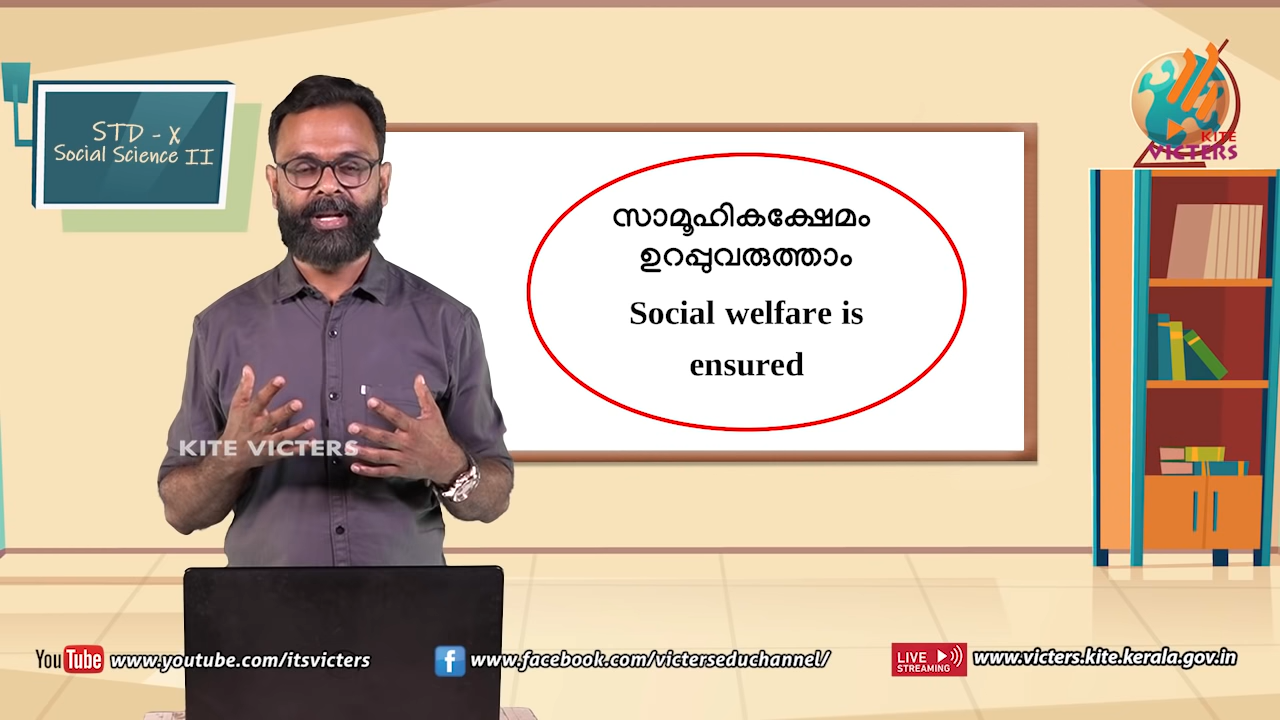 STD - X
Social Science II
KITE
VICTERS
സാമൂഹികക്ഷേമം
ഉറപ്പുവരുത്താം
Social welfare is
ensured
KITE VICTERS
YouTube www.youtube.com/itsvicters
f www.facebook.com/victerseduchannel/
LIVE
STREAMING
www.victers.kite.kerala.gov.in